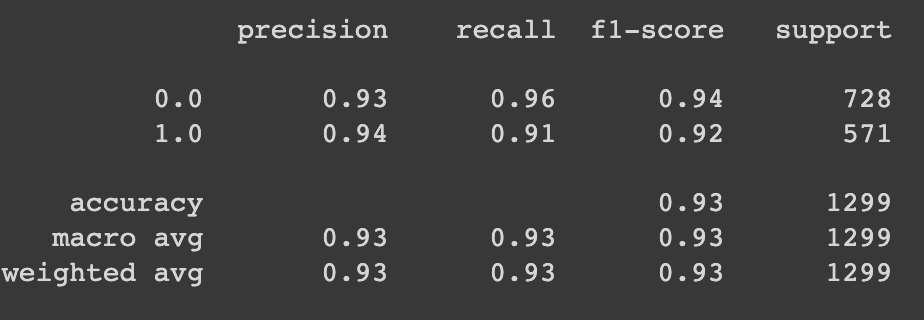 precision recall f1-score support
0.0 0.93 0.96 0.94 728
1.0 0.94 0.91 0.92 571
accuracy 0.93 1299
macro avg 0.93 0.93 0.93 1299
weighted avg 0.93 0.93 0.93 1299